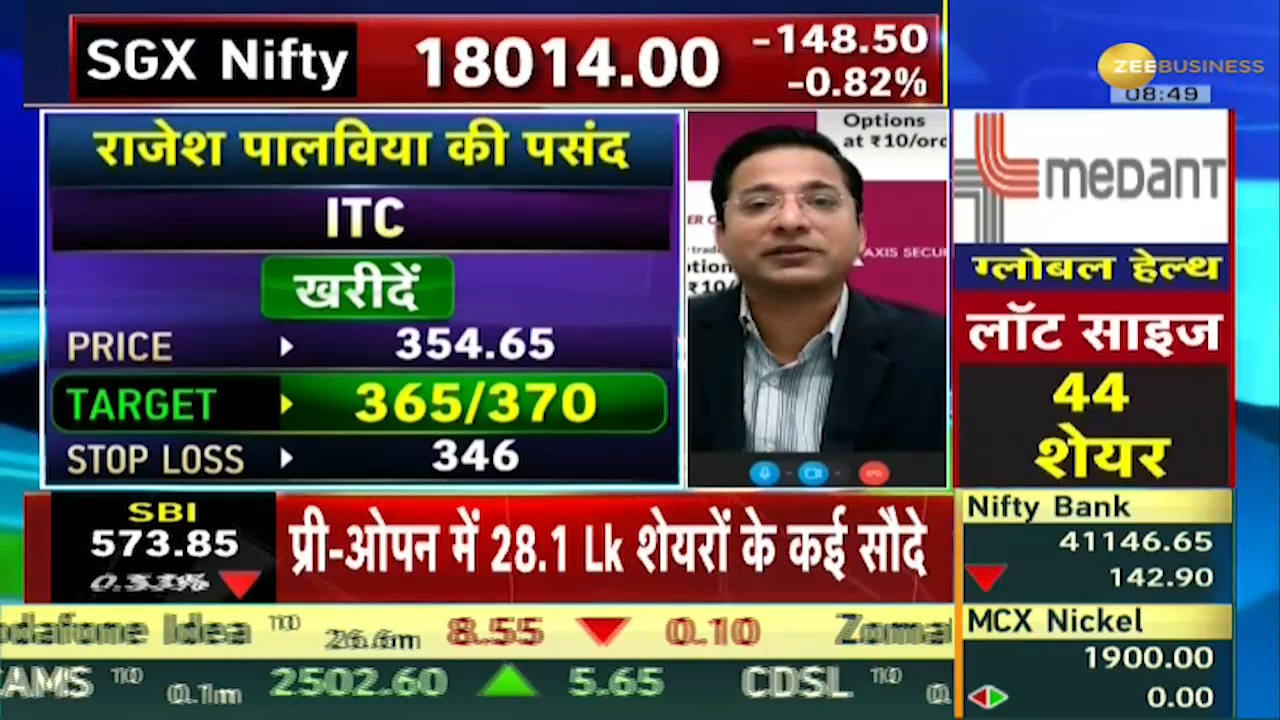 SGX Nifty 18014.00 -148.50
-0.82%
ZEEBUSINESS
08:49
राजेश पालविया की पसंद
ITC
खरीदें
PRICE 354.65
TARGET 365/370
STOP LOSS 346
Options
at ₹10/ord
AXIS SECUR
MEDANT
ग्लोबल हेल्थ
लॉट साइज
44
शेयर
SBI
573.85
प्री-ओपन में 28.1 Lk शेयरों के कई सौदे
Nifty Bank
41146.65
142.90
MCX Nickel
1900.00
0.00
odafone Idea 26.6m 8.55 0.10 Zoma
CAMS 0.1m 2502.60 5.65 CDSL